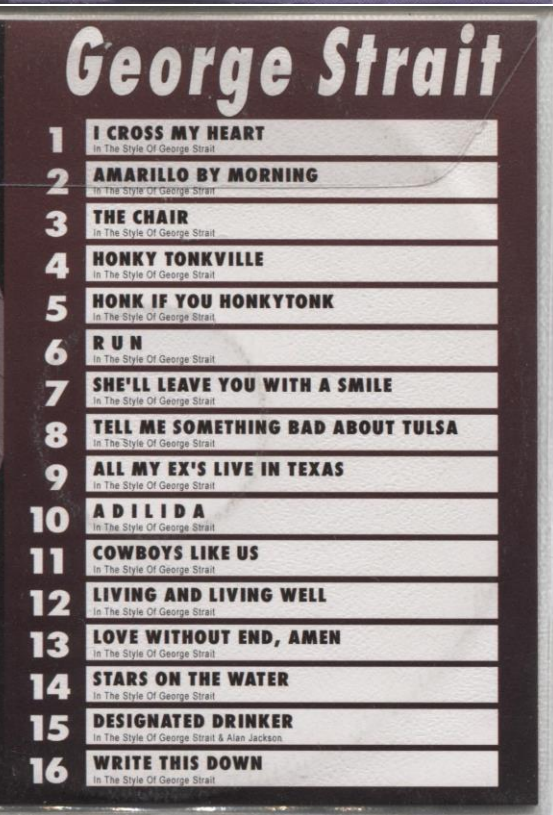 George Strait
1 I CROSS MY HEART
In The Style Of George Strait
2 AMARILLO BY MORNING
In The Style Of George Strait
3 THE CHAIR
In The Style Of George Strait
4 HONKY TONKVILLE
In The Style Of George Strait
5 HONK IF YOU HONKYTONK
In The Style Of George Strait
6 R U N
In The Style Of George Strait
7 SHE'LL LEAVE YOU WITH A SMILE
In The Style Of George Strait
8 TELL ME SOMETHING BAD ABOUT TULSA
In The Style Of George Strait
9 ALL MY EX'S LIVE IN TEXAS
In The Style Of George Strait
10 A D I L I D A
In The Style Of George Strait
11 COWBOYS LIKE US
In The Style Of George Strait
12 LIVING AND LIVING WELL
In The Style Of George Strait
13 LOVE WITHOUT END, AMEN
In The Style Of George Strait
14 STARS ON THE WATER
In The Style Of George Strait
15 DESIGNATED DRINKER
In The Style Of George Strait & Alan Jackson
16 WRITE THIS DOWN
In The Style Of George Strait